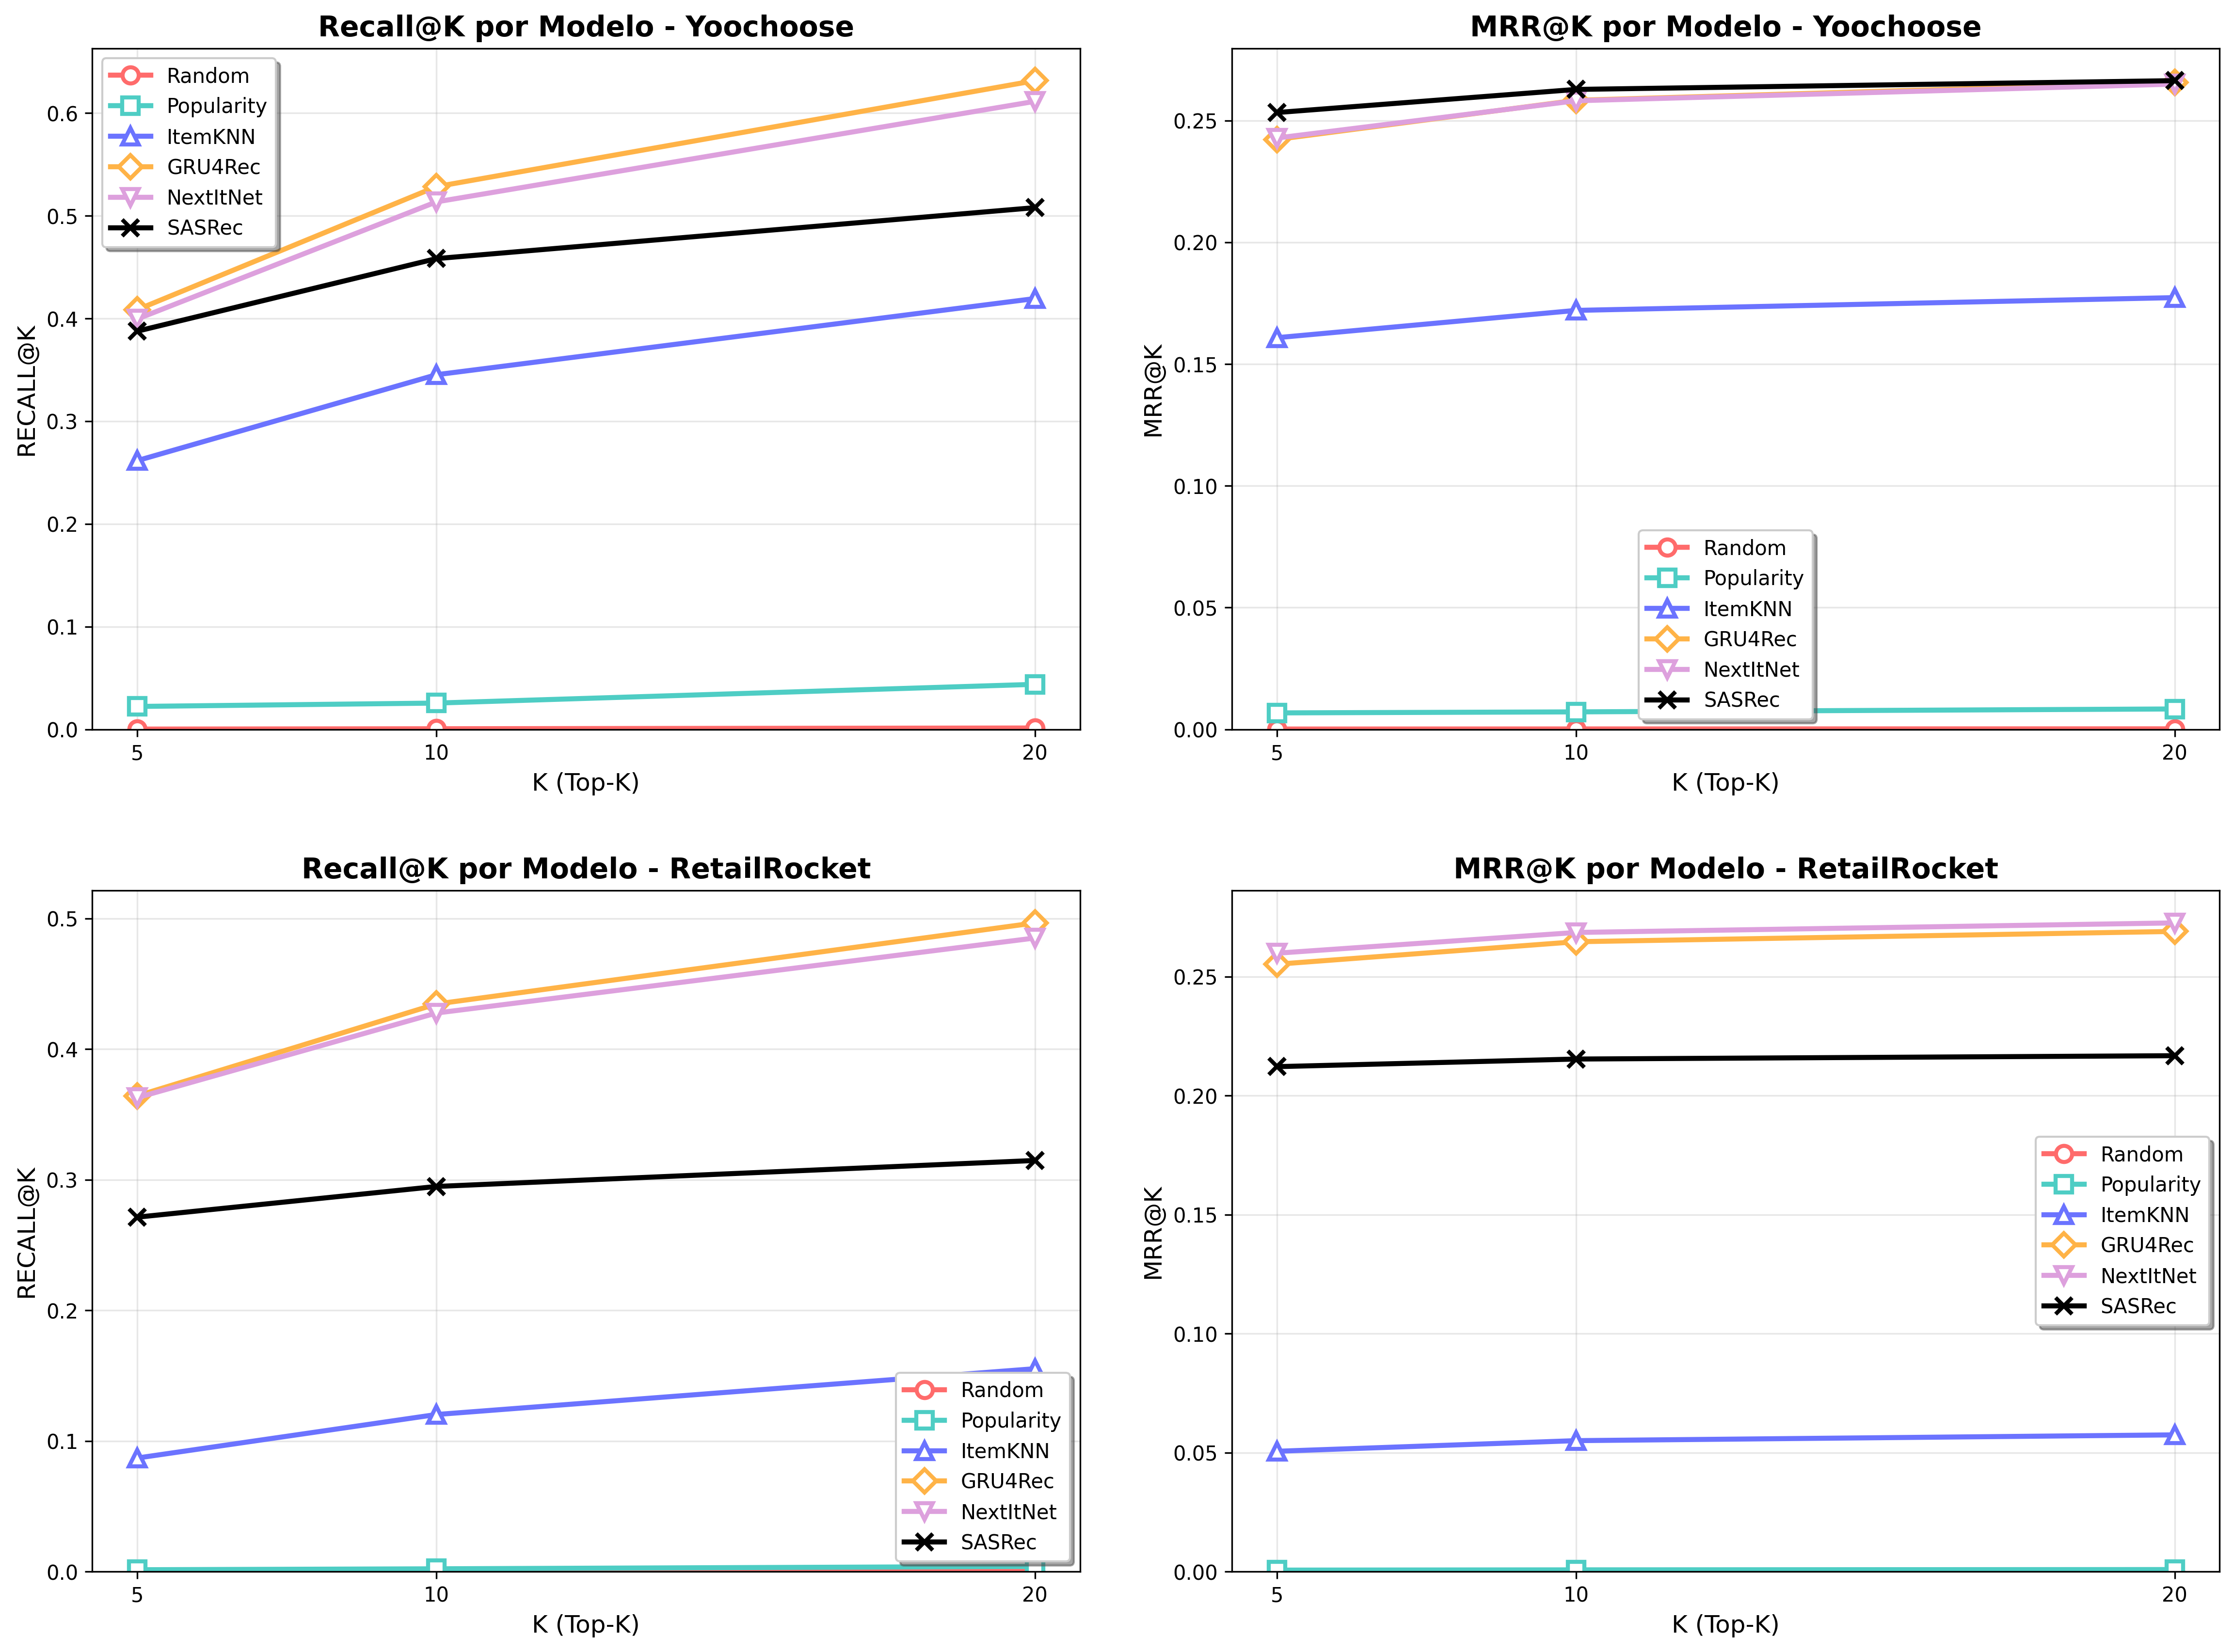 Recall@K por Modelo - Yoochoose
RECALL@K
0.6
0.5
0.4
0.3
0.2
0.1
0.0
Random
Popularity
ItemKNN
GRU4Rec
NextItNet
SASRec
5
10
20
K (Top-K)
MRR@K por Modelo - Yoochoose
MRR@K
0.25
0.20
0.15
0.10
0.05
0.00
Random
Popularity
ItemKNN
GRU4Rec
NextItNet
SASRec
5
10
20
K (Top-K)
Recall@K por Modelo - RetailRocket
RECALL@K
0.5
0.4
0.3
0.2
0.1
0.0
Random
Popularity
ItemKNN
GRU4Rec
NextItNet
SASRec
5
10
20
K (Top-K)
MRR@K por Modelo - RetailRocket
MRR@K
0.25
0.20
0.15
0.10
0.05
0.00
Random
Popularity
ItemKNN
GRU4Rec
NextItNet
SASRec
5
10
20
K (Top-K)